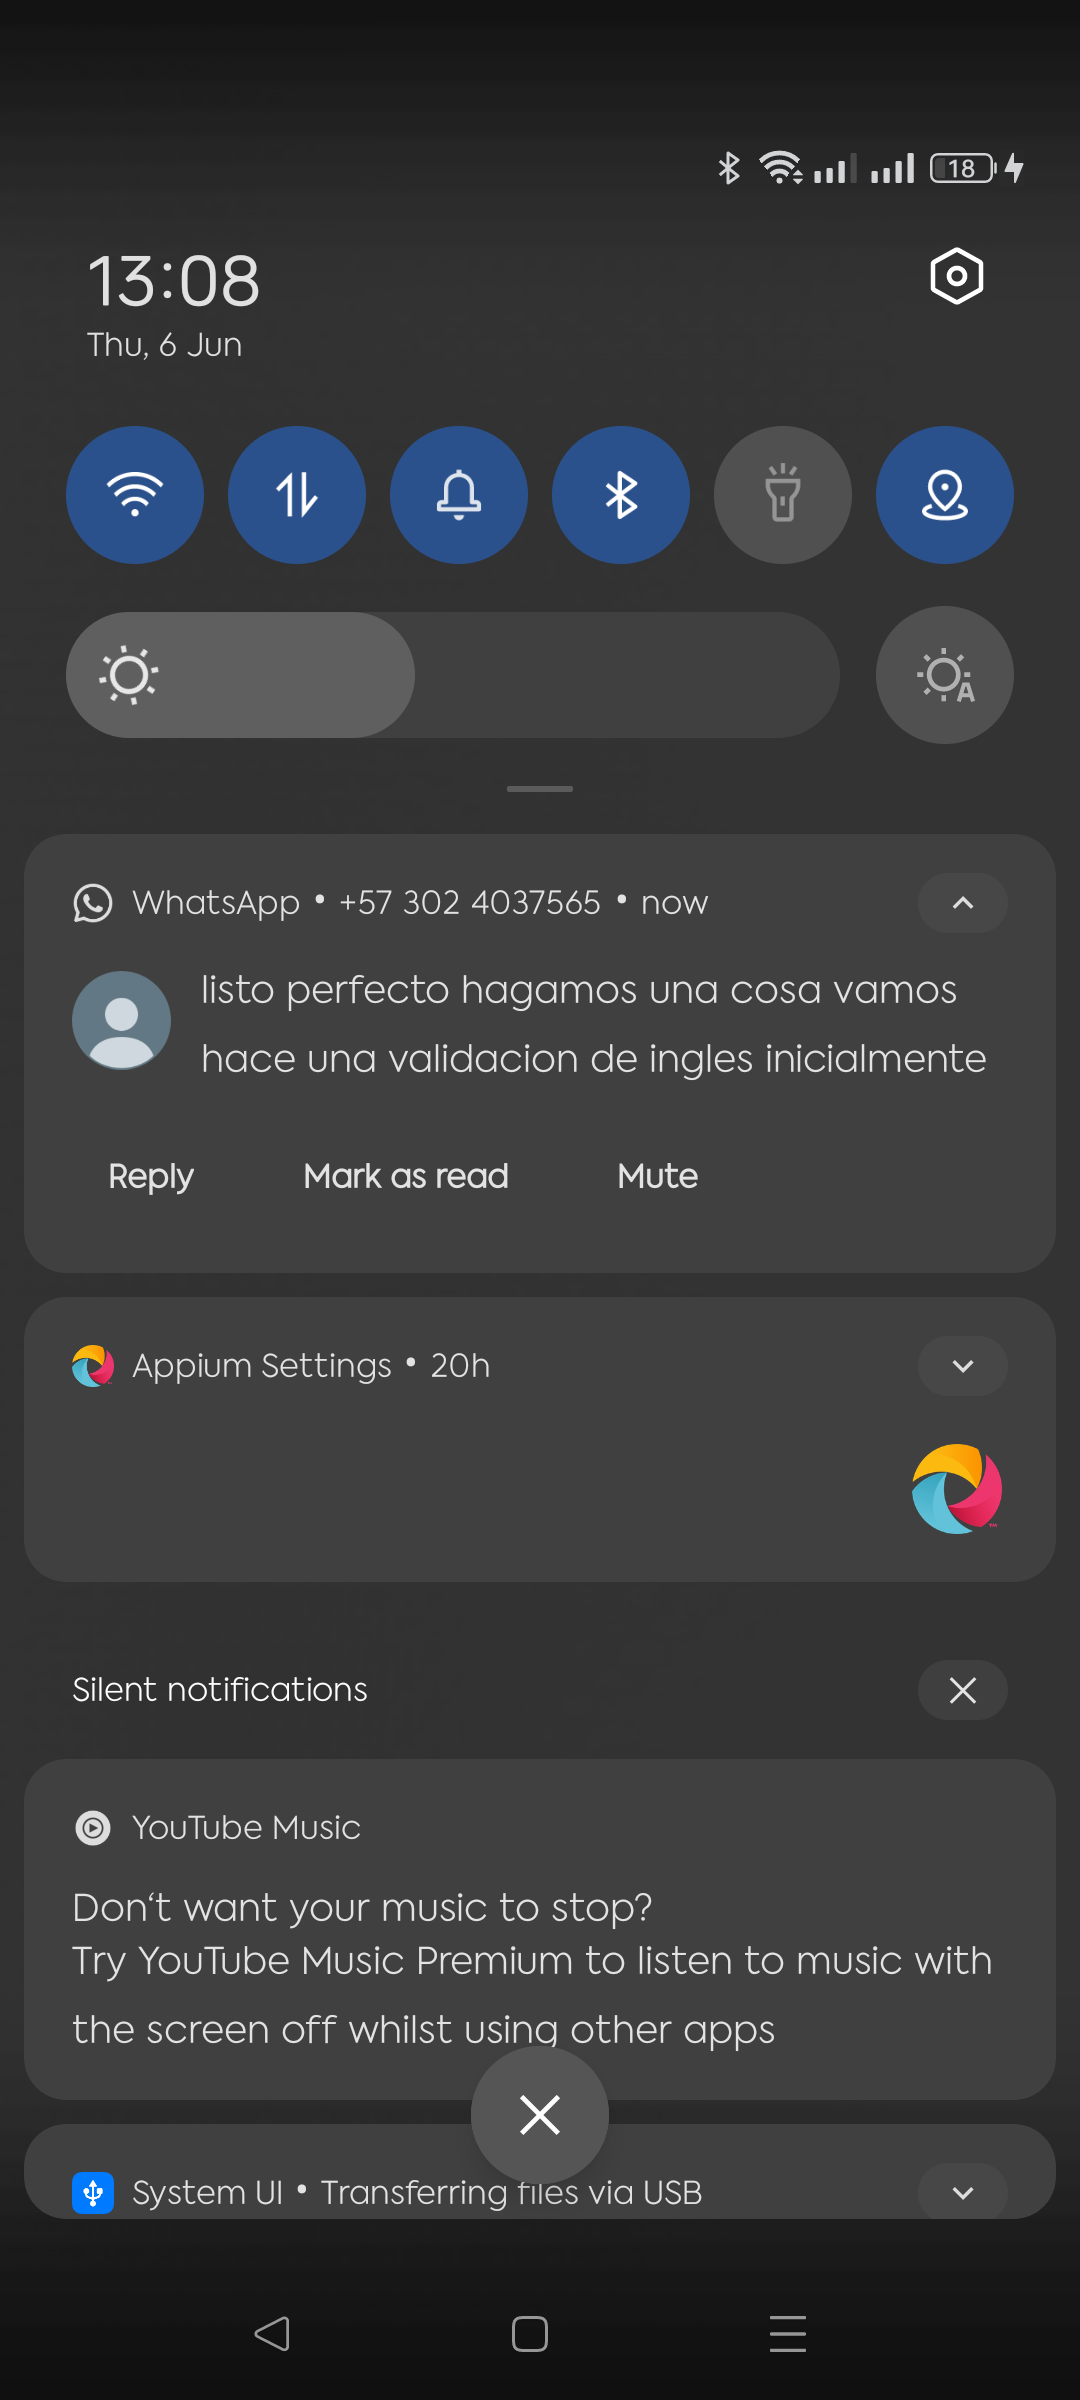 18
13:08
Thu, 6 Jun
A
WhatsApp • +57 302 4037565 • now
listo perfecto hagamos una cosa vamos
hace una validacion de ingles inicialmente
Reply Mark as read Mute
Appium Settings • 20h
Silent notifications
YouTube Music
Don‘t want your music to stop?
Try YouTube Music Premium to listen to music with
the screen off whilst using other apps
System UI • Transferring files via USB